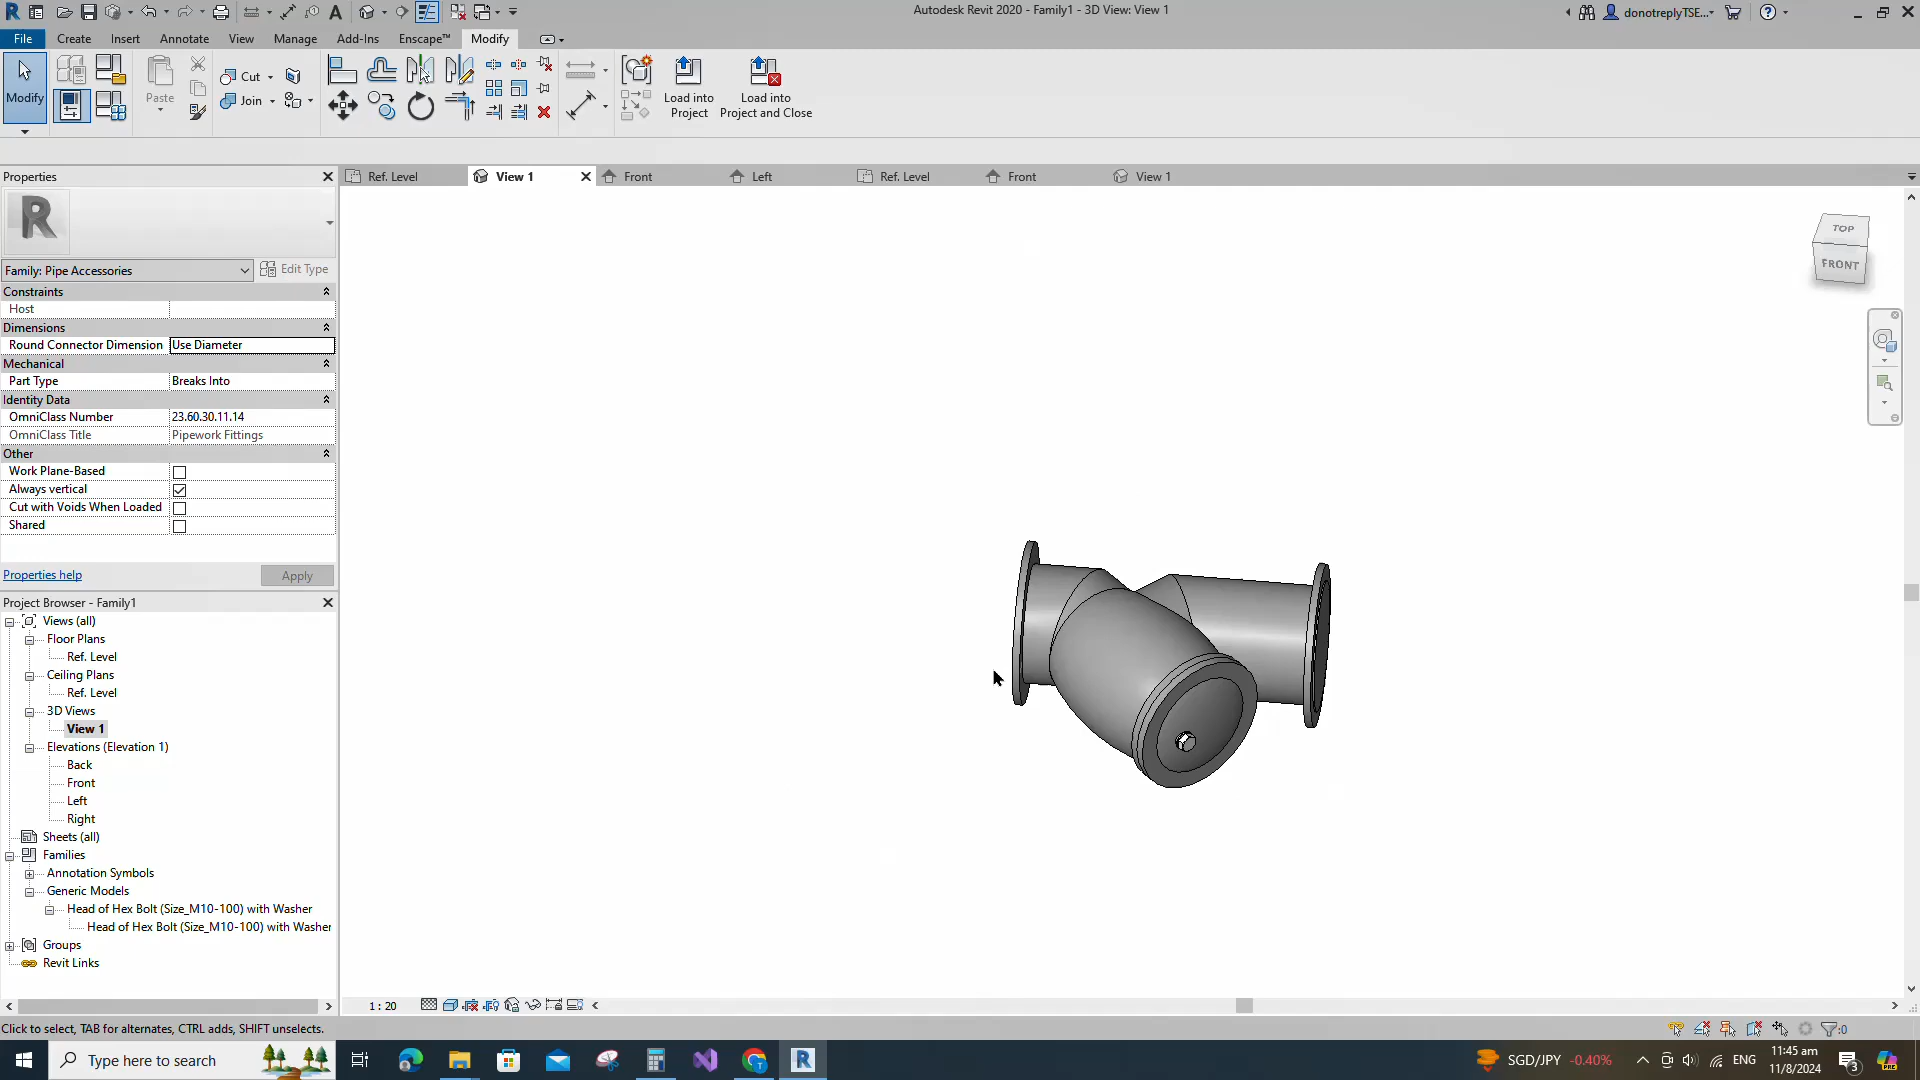 Autodesk Revit 2020 - Family1 - 3D View: View 1
donotreplyTSE...
File
Create
Insert
Annotate
View
Manage
Add-Ins
Enscape™
Modify
Modify
Paste
Cut
Join
Load into
Project
Load into
Project and Close
Properties
Ref. Level
View 1
Front
Left
Ref. Level
Front
View 1
R
TOP
FRONT
Family: Pipe Accessories
Edit Type
Constraints
Host
Dimensions
Round Connector Dimension
Use Diameter
Mechanical
Part Type
Breaks Into
Identity Data
OmniClass Number
23.60.30.11.14
OmniClass Title
Pipework Fittings
Other
Work Plane-Based
Always vertical
Cut with Voids When Loaded
Shared
Properties help
Apply
Project Browser - Family1
Views (all)
Floor Plans
Ref. Level
Ceiling Plans
Ref. Level
3D Views
View 1
Elevations (Elevation 1)
Back
Front
Left
Right
Sheets (all)
Families
Annotation Symbols
Generic Models
Head of Hex Bolt (Size_M10-100) with Washer
Head of Hex Bolt (Size_M10-100) with Washer
Groups
Revit Links
1 : 20
Click to select, TAB for alternates, CTRL adds, SHIFT unselects.
:0
Type here to search
SGD/JPY -0.40%
ENG
11:45 am
11/8/2024
3